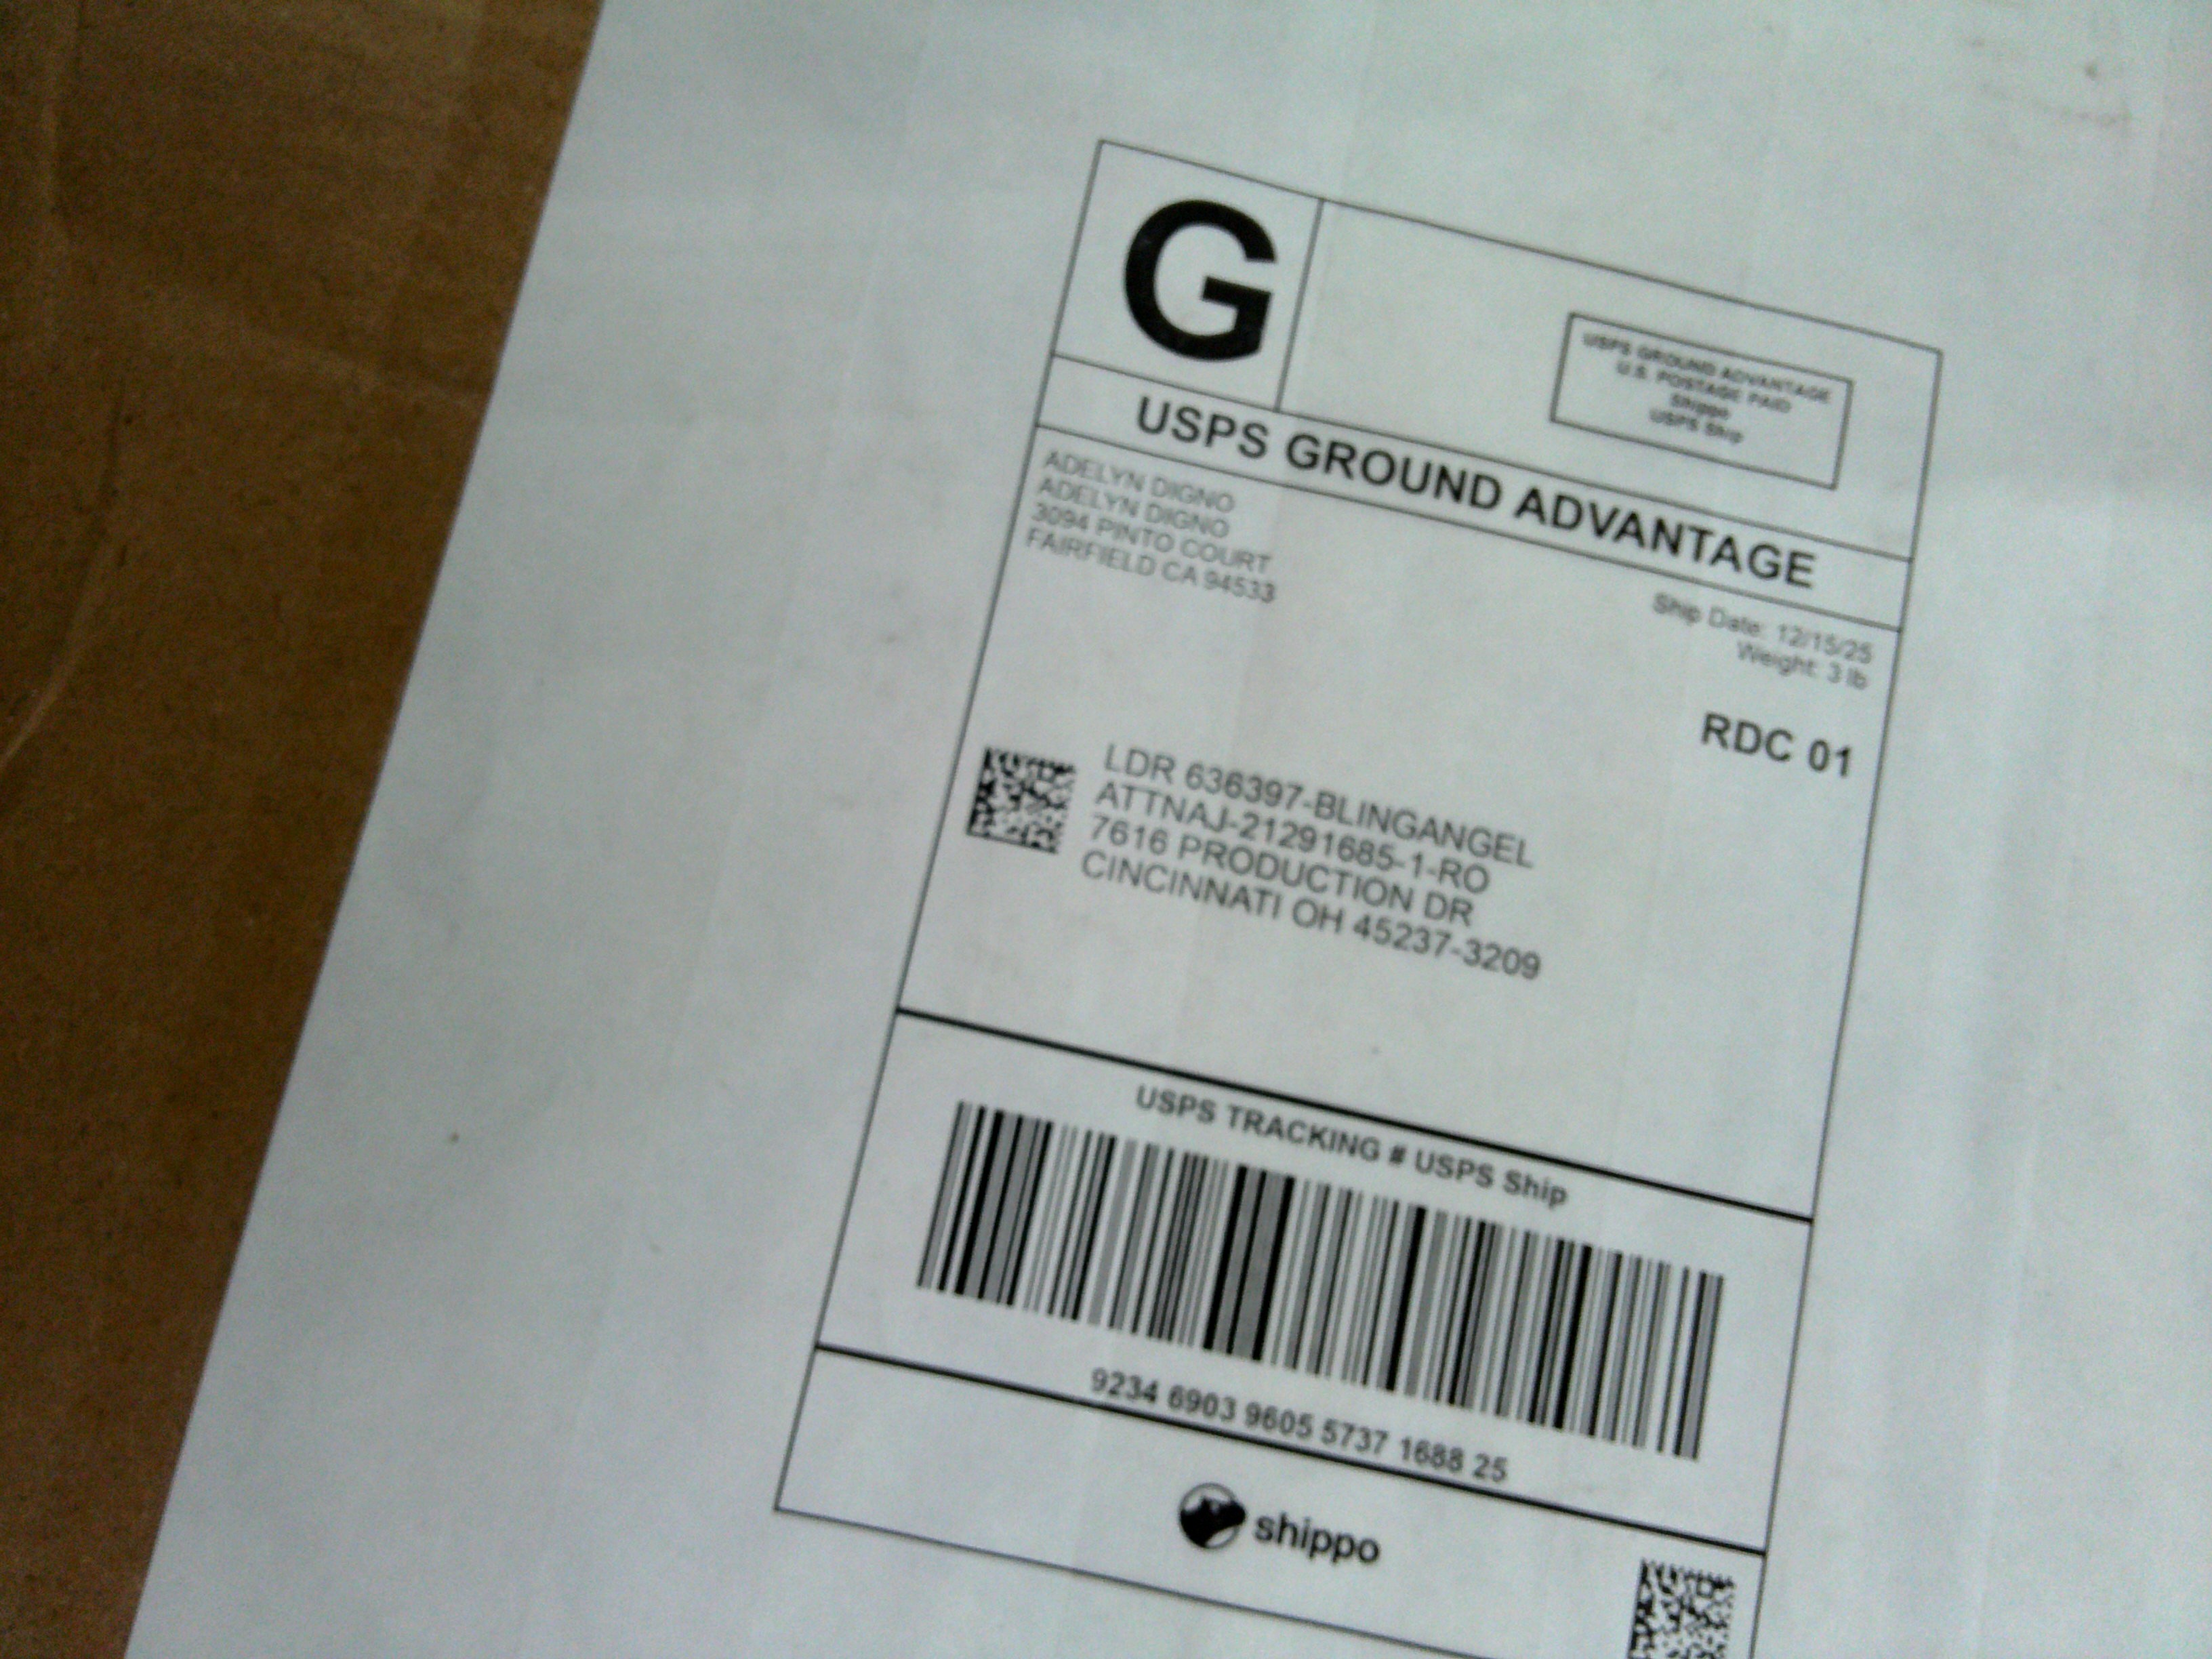 G
USPS GROUND ADVANTAGE
U.S. POSTAGE PAID
Shippo
USPS Ship
USPS GROUND ADVANTAGE
ADELYN DIGNO
ADELYN DIGNO
3094 PINTO COURT
FAIRFIELD CA 94533
Ship Date: 12/15/25
Weight: 3 lb
RDC 01
LDR 636397-BLINGANGEL
ATTNAJ-21291685-1-RO
7616 PRODUCTION DR
CINCINNATI OH 45237-3209
USPS TRACKING # USPS Ship
9234 6903 9605 5737 1688 25
shippo